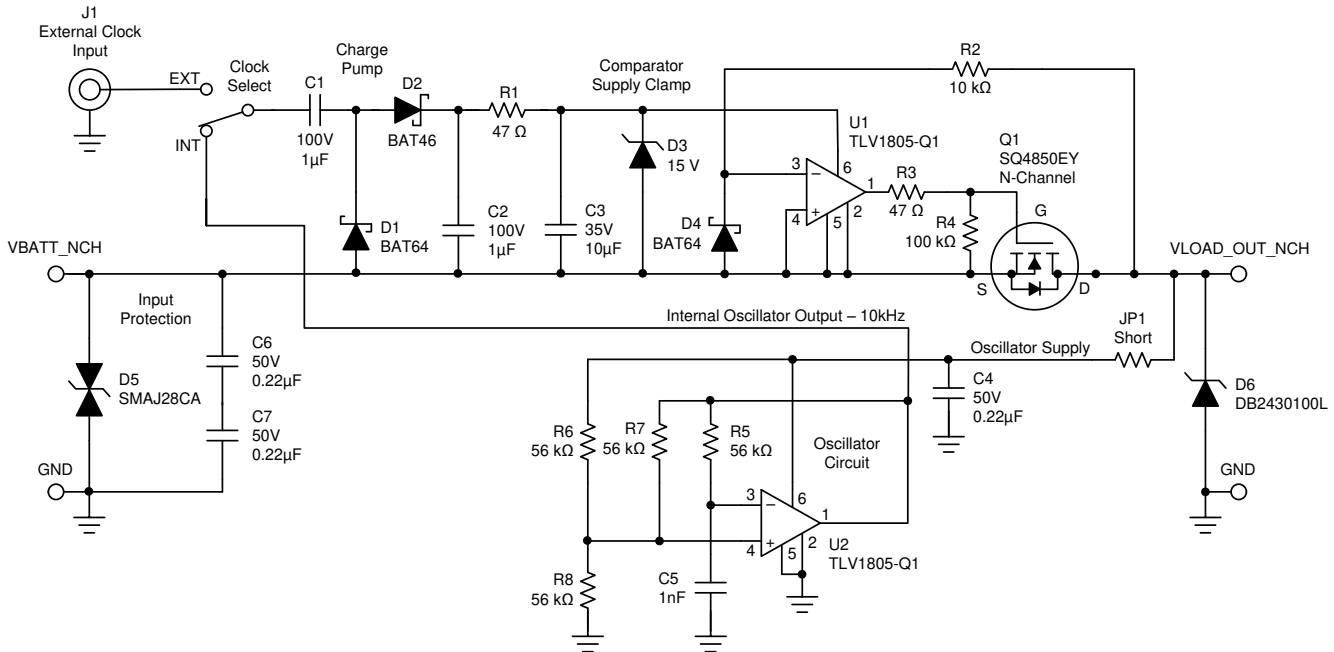 J1
External Clock
Input
EXT
Clock
Select
INT
C1
100V
1µF
Charge
Pump
D2
BAT46
R1
47 Ω
Comparator
Supply Clamp
D3
15 V
R2
10 kΩ
U1
TLV1805-Q1
3
−
6
1
+
4
5
2
R3
47 Ω
Q1
SQ4850EY
N-Channel
R4
100 kΩ
G
S
D
D1
BAT64
C2
100V
1µF
C3
35V
10µF
D4
BAT64
VBATT_NCH
VLOAD_OUT_NCH
Input
Protection
C6
50V
0.22µF
D5
SMAJ28CA
C7
50V
0.22µF
GND
Internal Oscillator Output – 10kHz
JP1
Short
Oscillator Supply
C4
50V
0.22µF
D6
DB2430100L
GND
R6
56 kΩ
R7
56 kΩ
R5
56 kΩ
Oscillator
Circuit
3
−
6
1
+
4
5
2
U2
TLV1805-Q1
R8
56 kΩ
C5
1nF